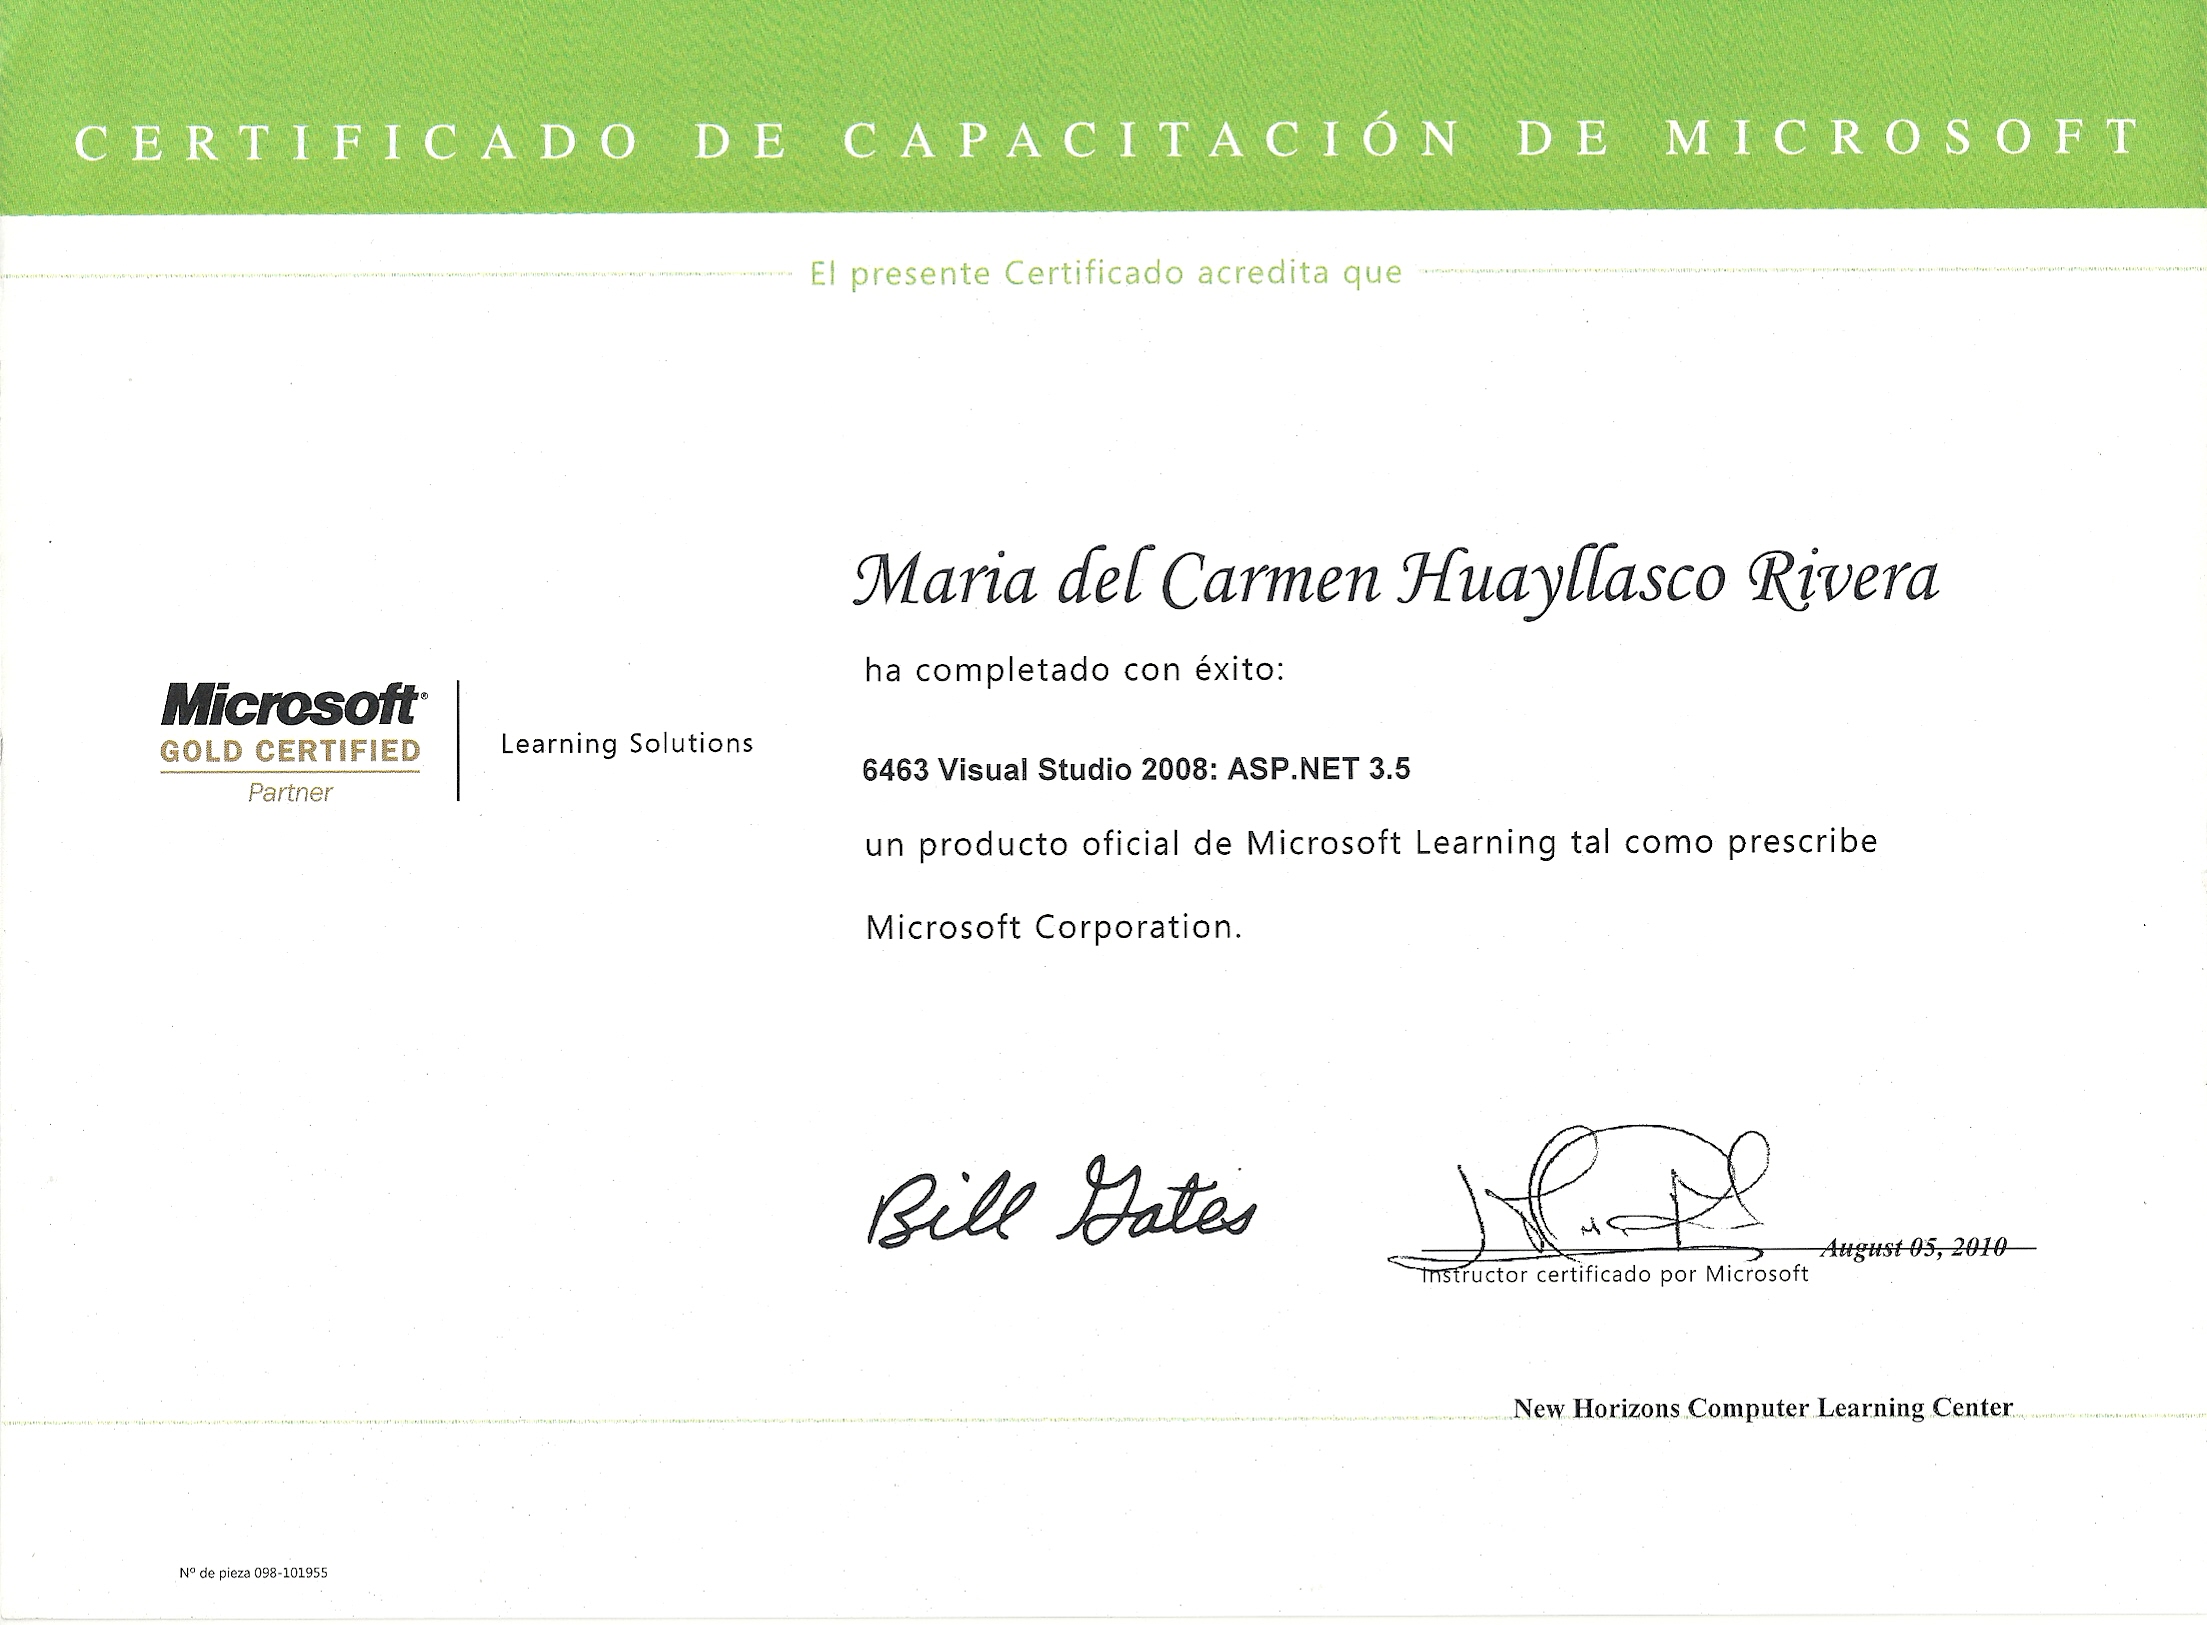 CERTIFICADO DE CAPACITACIÓN DE MICROSOFT
El presente Certificado acredita que
Maria del Carmen Huayllasco Rivera
ha completado con éxito:
Microsoft®
GOLD CERTIFIED
Partner
Learning Solutions
6463 Visual Studio 2008: ASP.NET 3.5
un producto oficial de Microsoft Learning tal como prescribe
Microsoft Corporation.
Bill Gates
August 05, 2010
Instructor certificado por Microsoft
New Horizons Computer Learning Center
Nº de pieza 098-101955